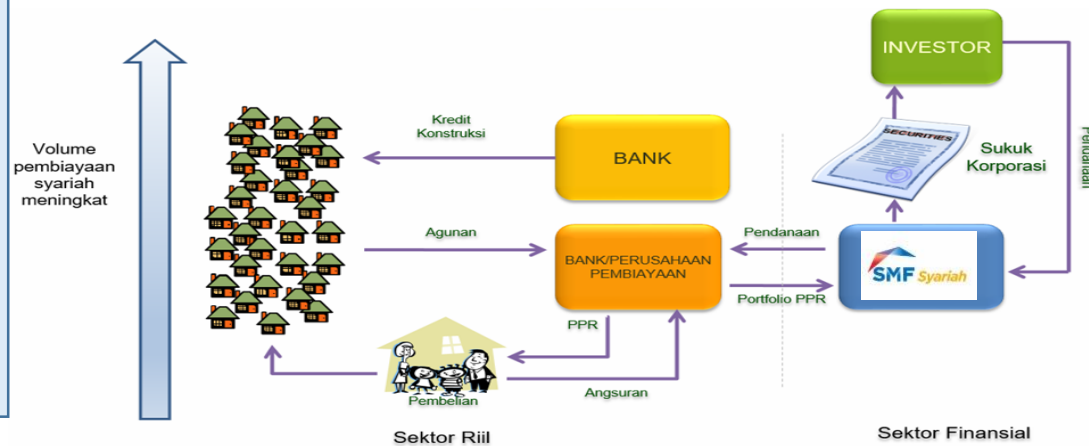 Volume
pembiayaan
syariah
meningkat
Kredit
Konstruksi
BANK
INVESTOR
SECURITIES
Sukuk
Korporasi
Pendanaan
Agunan
BANK/PERUSAHAAN
PEMBIAYAAN
Pendanaan
Portfolio PPR
SMF Syariah
PPR
Pembelian
Angsuran
Sektor Riil
Sektor Finansial